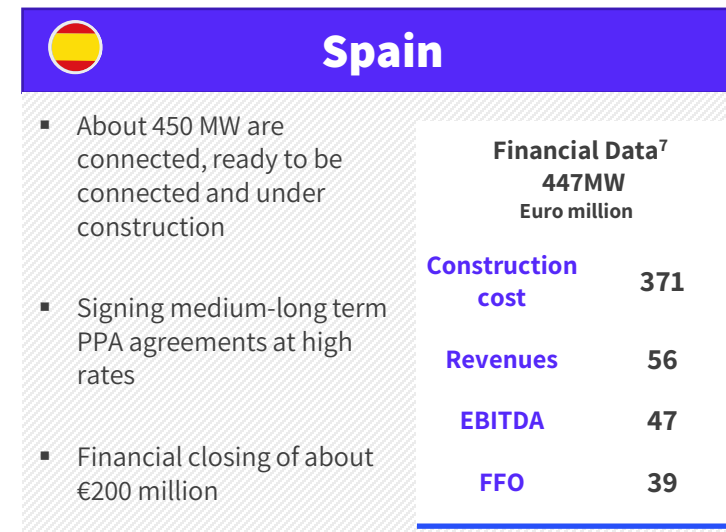 Spain
▪ About 450 MW are
connected, ready to be
connected and under
construction
▪ Signing medium-long term
PPA agreements at high
rates
▪ Financial closing of about
€200 million
Financial Data⁷
447MW
Euro million
Construction
cost 371
Revenues 56
EBITDA 47
FFO 39